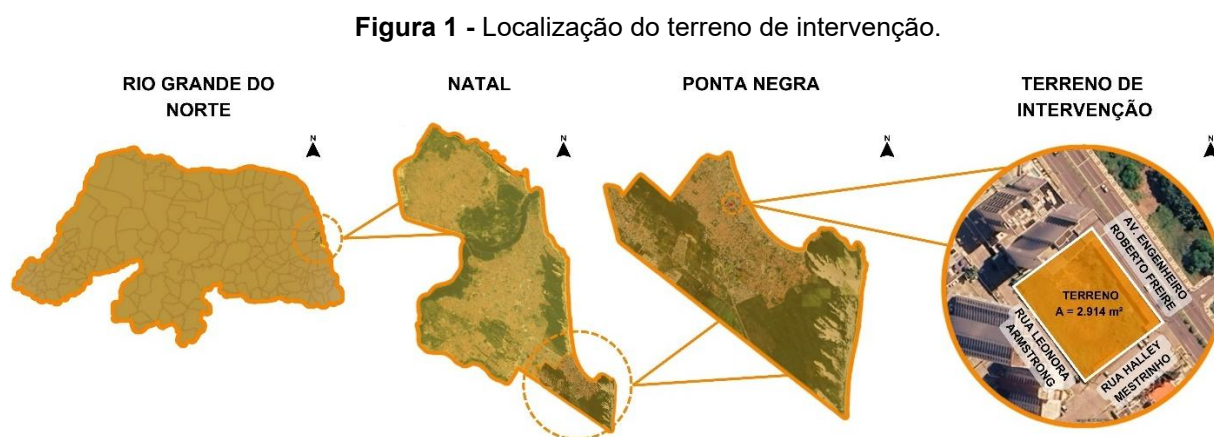 Figura 1 - Localização do terreno de intervenção.
RIO GRANDE DO
NORTE
N
NATAL
N
PONTA NEGRA
N
TERRENO DE
INTERVENÇÃO
N
AV. ENGENHEIRO
ROBERTO FREIRE
TERRENO
A = 2.914 m²
RUA LEONORA
ARMSTRONG
RUA HALLEY
MESTRINHO